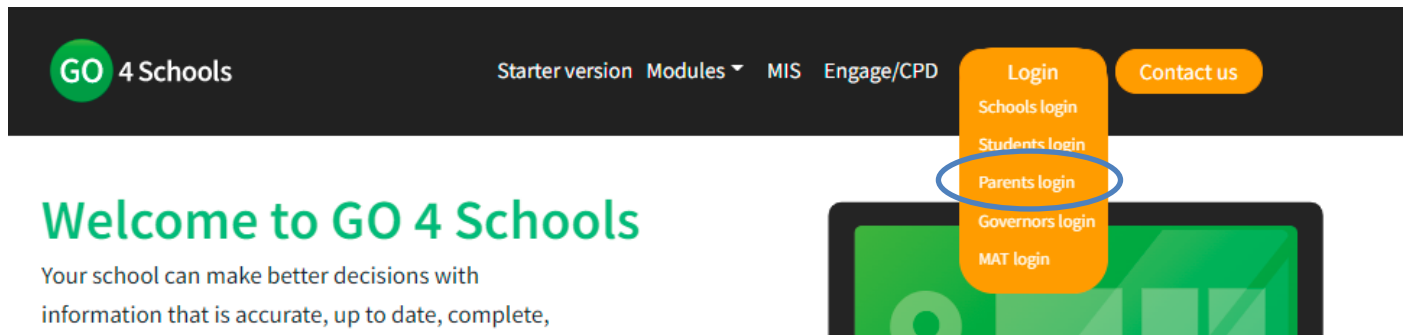 GO 4 Schools
Starter version Modules MIS Engage/CPD Login Contact us
Schools login
Students login
Parents login
Governors login
MAT login
Welcome to GO 4 Schools
Your school can make better decisions with
information that is accurate, up to date, complete,